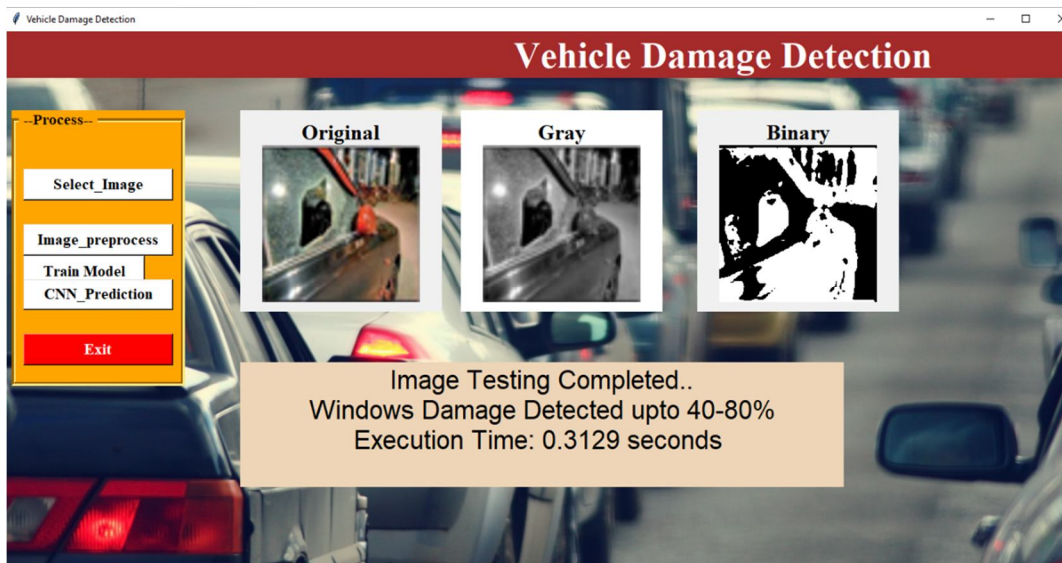 Vehicle Damage Detection
Vehicle Damage Detection
--Process--
Select_Image
Image_preprocess
Train Model
CNN_Prediction
Exit
Original
Gray
Binary
Image Testing Completed..
Windows Damage Detected upto 40-80%
Execution Time: 0.3129 seconds